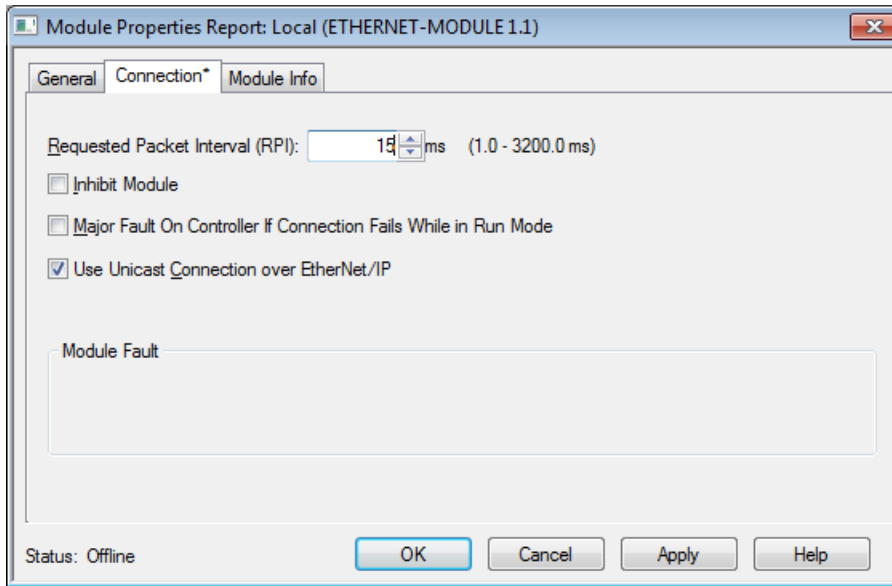 Module Properties Report: Local (ETHERNET-MODULE 1.1)
General Connection* Module Info
Requested Packet Interval (RPI): 15 ms (1.0 - 3200.0 ms)
Inhibit Module
Major Fault On Controller If Connection Fails While in Run Mode
Use Unicast Connection over EtherNet/IP
Module Fault
Status: Offline OK Cancel Apply Help